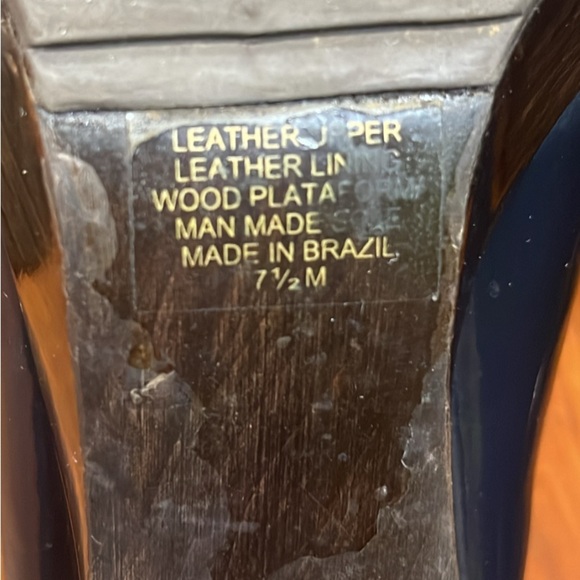 LEATHER UPPER
LEATHER LINING
WOOD PLATAFORM
MAN MADE SOLE
MADE IN BRAZIL
7½ M